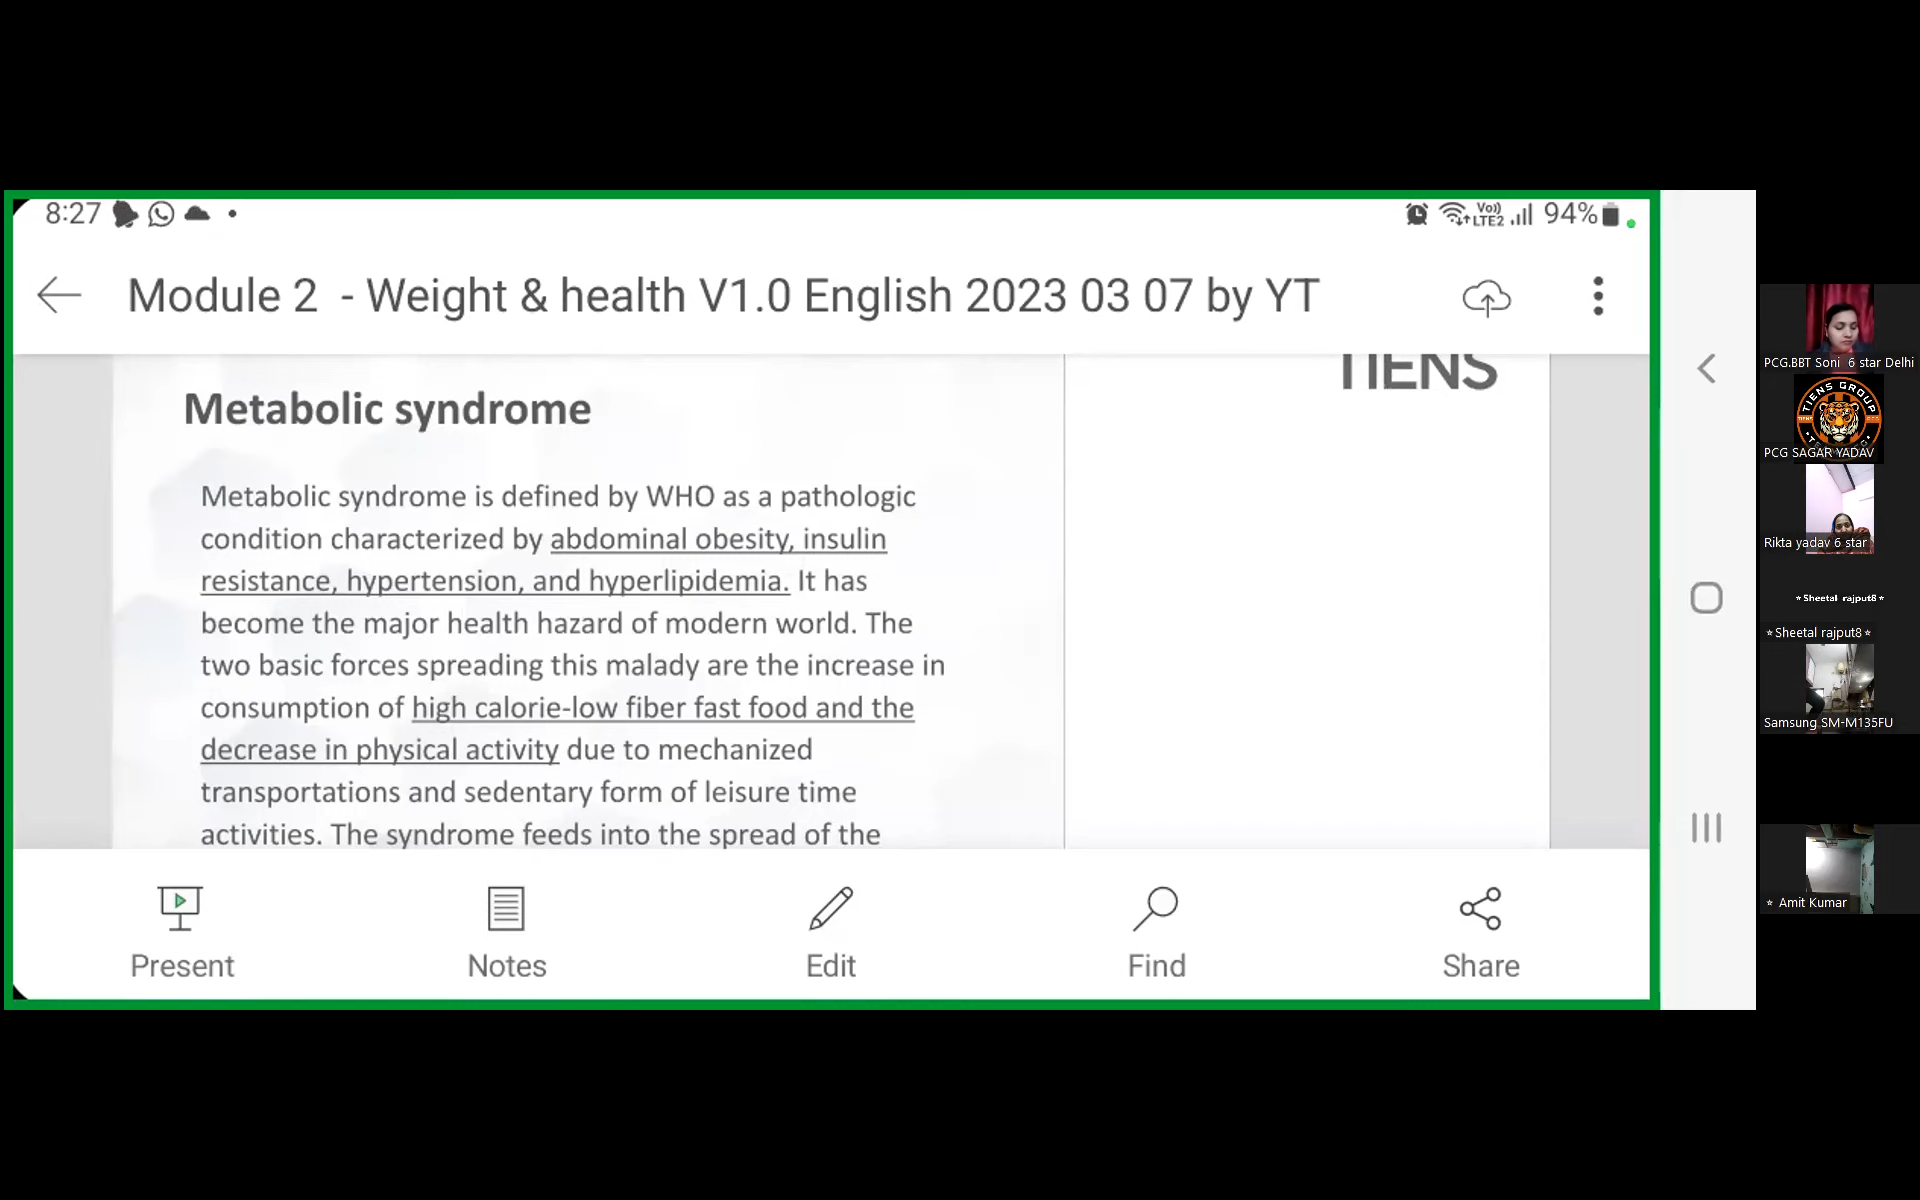 8:27
Vo)) LTE2 94%
Module 2 - Weight & health V1.0 English 2023 03 07 by YT
TIENS
Metabolic syndrome
Metabolic syndrome is defined by WHO as a pathologic
condition characterized by abdominal obesity, insulin
resistance, hypertension, and hyperlipidemia. It has
become the major health hazard of modern world. The
two basic forces spreading this malady are the increase in
consumption of high calorie-low fiber fast food and the
decrease in physical activity due to mechanized
transportations and sedentary form of leisure time
activities. The syndrome feeds into the spread of the
Present
Notes
Edit
Find
Share
PCG.BBT Soni 6 star Delhi
TIENS GROUP
PCG SAGAR YADAV
Rikta yadav 6 star
⭑Sheetal rajput8⭑
⭑Sheetal rajput8⭑
Samsung SM-M135FU
⭑ Amit Kumar